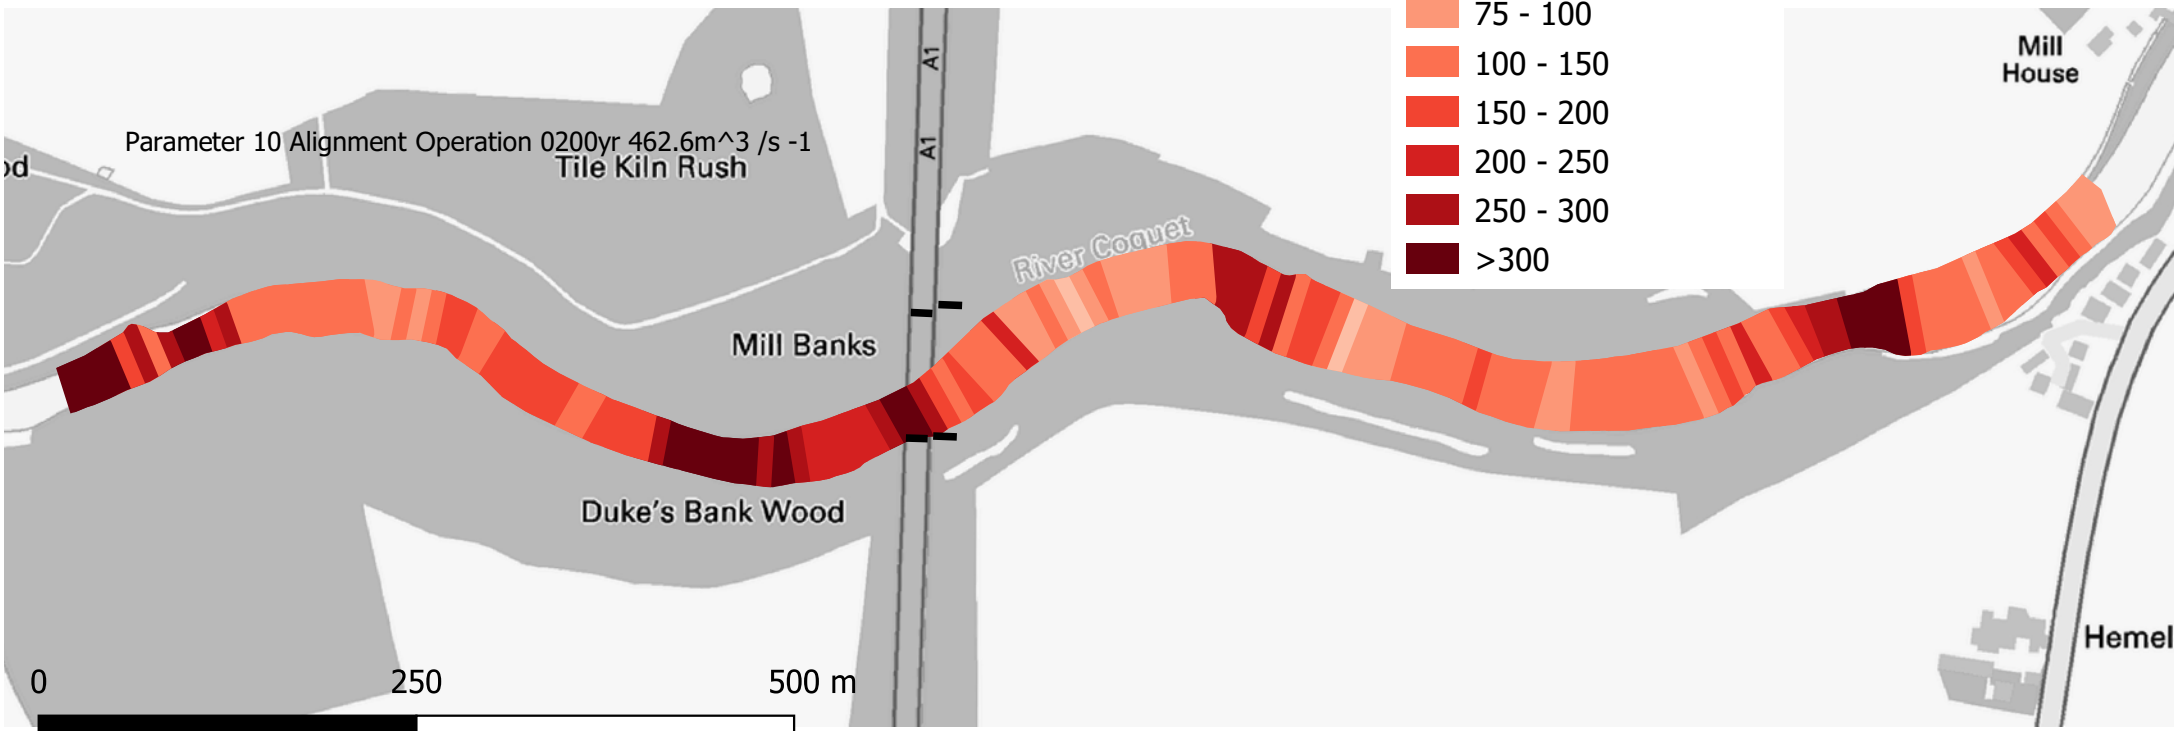 75 - 100
100 - 150
150 - 200
200 - 250
250 - 300
>300
Mill
House
A1
A1
Parameter 10 Alignment Operation 0200yr 462.6m^3 /s -1
od
Tile Kiln Rush
River Coquet
Mill Banks
Duke's Bank Wood
Hemel
0 250 500 m